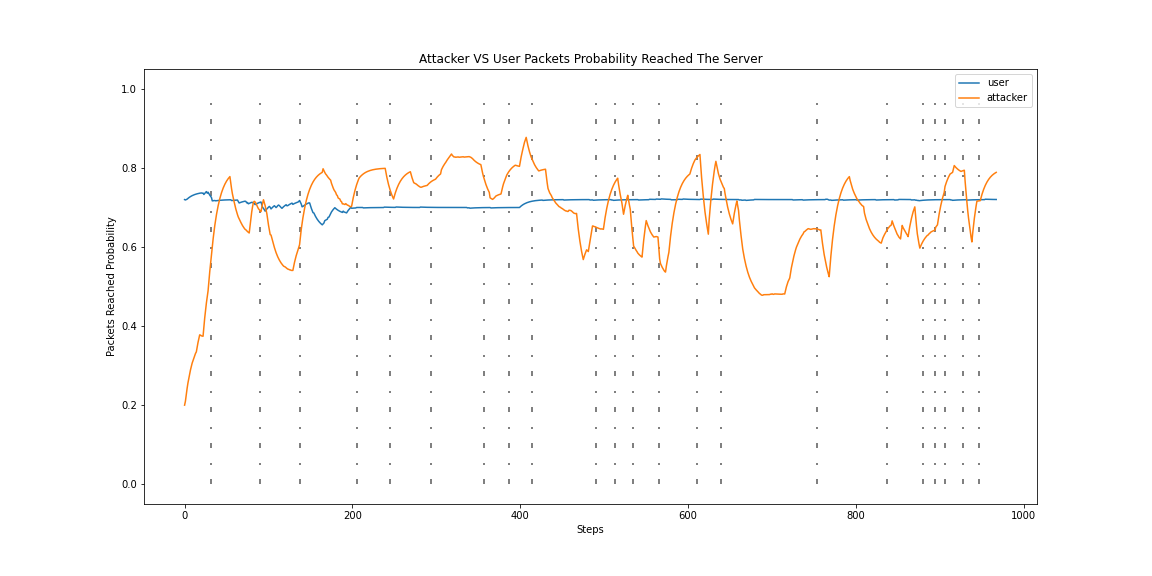 Attacker VS User Packets Probability Reached The Server
user
attacker
1.0
0.8
0.6
0.4
0.2
0.0
Packets Reached Probability
0
200
400
600
800
1000
Steps